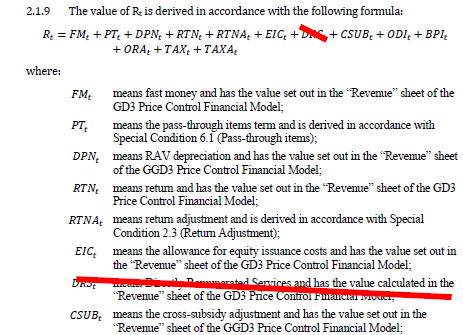 2.1.9 The value of Rt is derived in accordance with the following formula:
Rt = FMt + PTt + DPNt + RTNt + RTNAt + EICt + DRSt + CSUBt + ODIt + BPIt
+ ORAt + TAXt + TAXAt
where:
FMt means fast money and has the value set out in the “Revenue” sheet of the
GD3 Price Control Financial Model;
PTt means the pass-through items term and is derived in accordance with
Special Condition 6.1 (Pass-through items);
DPNt means RAV depreciation and has the value set out in the “Revenue” sheet
of the GGD3 Price Control Financial Model;
RTNt means return and has the value set out in the “Revenue” sheet of the GD3
Price Control Financial Model;
RTNAt means return adjustment and is derived in accordance with Special
Condition 2.3 (Return Adjustment);
EICt means the allowance for equity issuance costs and has the value set out in
the “Revenue” sheet of the GD3 Price Control Financial Model;
DRSt means Directly Remunerated Services and has the value calculated in the
“Revenue” sheet of the GD3 Price Control Financial Model;
CSUBt means the cross-subsidy adjustment and has the value set out in the
“Revenue” sheet of the GGD3 Price Control Financial Model;